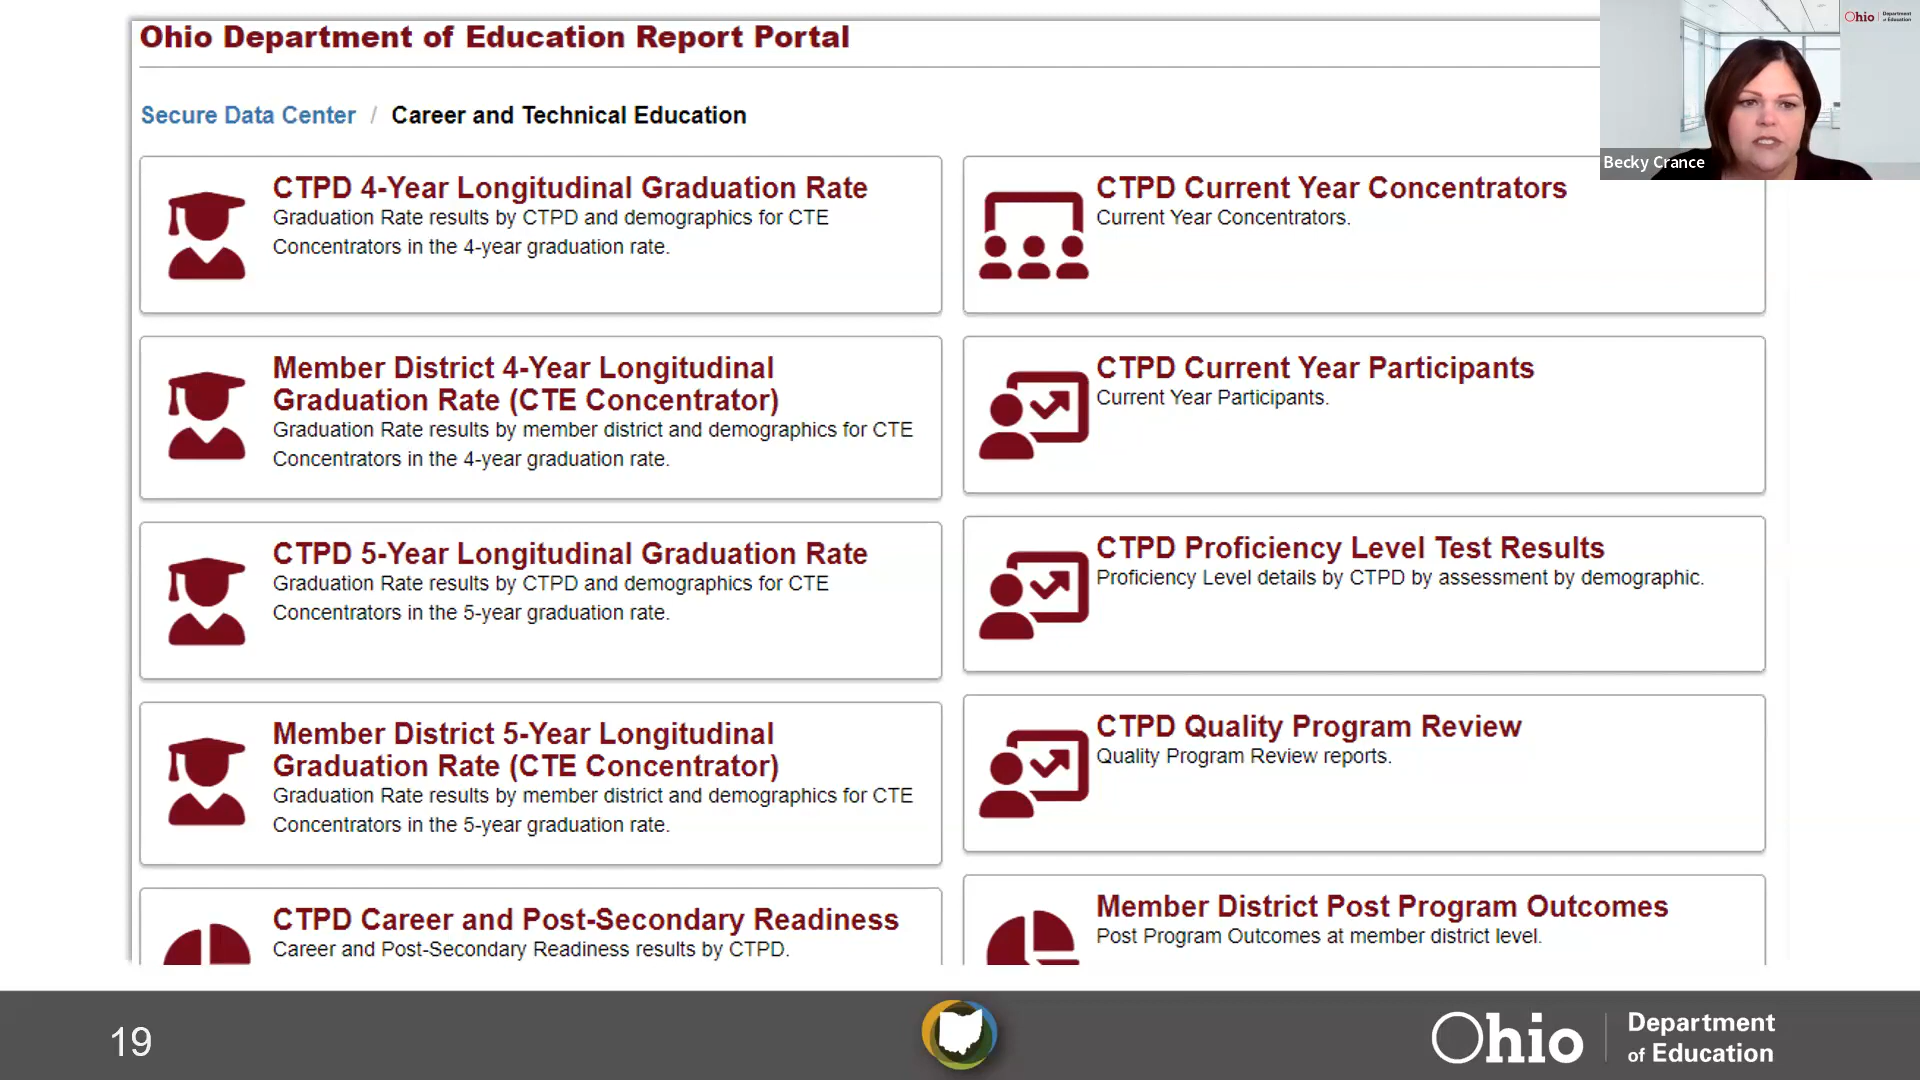 Ohio Department of Education Report Portal
Secure Data Center / Career and Technical Education
CTPD 4-Year Longitudinal Graduation Rate
Graduation Rate results by CTPD and demographics for CTE
Concentrators in the 4-year graduation rate.
Member District 4-Year Longitudinal
Graduation Rate (CTE Concentrator)
Graduation Rate results by member district and demographics for CTE
Concentrators in the 4-year graduation rate.
CTPD 5-Year Longitudinal Graduation Rate
Graduation Rate results by CTPD and demographics for CTE
Concentrators in the 5-year graduation rate.
Member District 5-Year Longitudinal
Graduation Rate (CTE Concentrator)
Graduation Rate results by member district and demographics for CTE
Concentrators in the 5-year graduation rate.
CTPD Career and Post-Secondary Readiness
Career and Post-Secondary Readiness results by CTPD.
CTPD Current Year Concentrators
Current Year Concentrators.
CTPD Current Year Participants
Current Year Participants.
CTPD Proficiency Level Test Results
Proficiency Level details by CTPD by assessment by demographic.
CTPD Quality Program Review
Quality Program Review reports.
Member District Post Program Outcomes
Post Program Outcomes at member district level.
Ohio Department
of Education
Becky Crance
19
Ohio Department
of Education